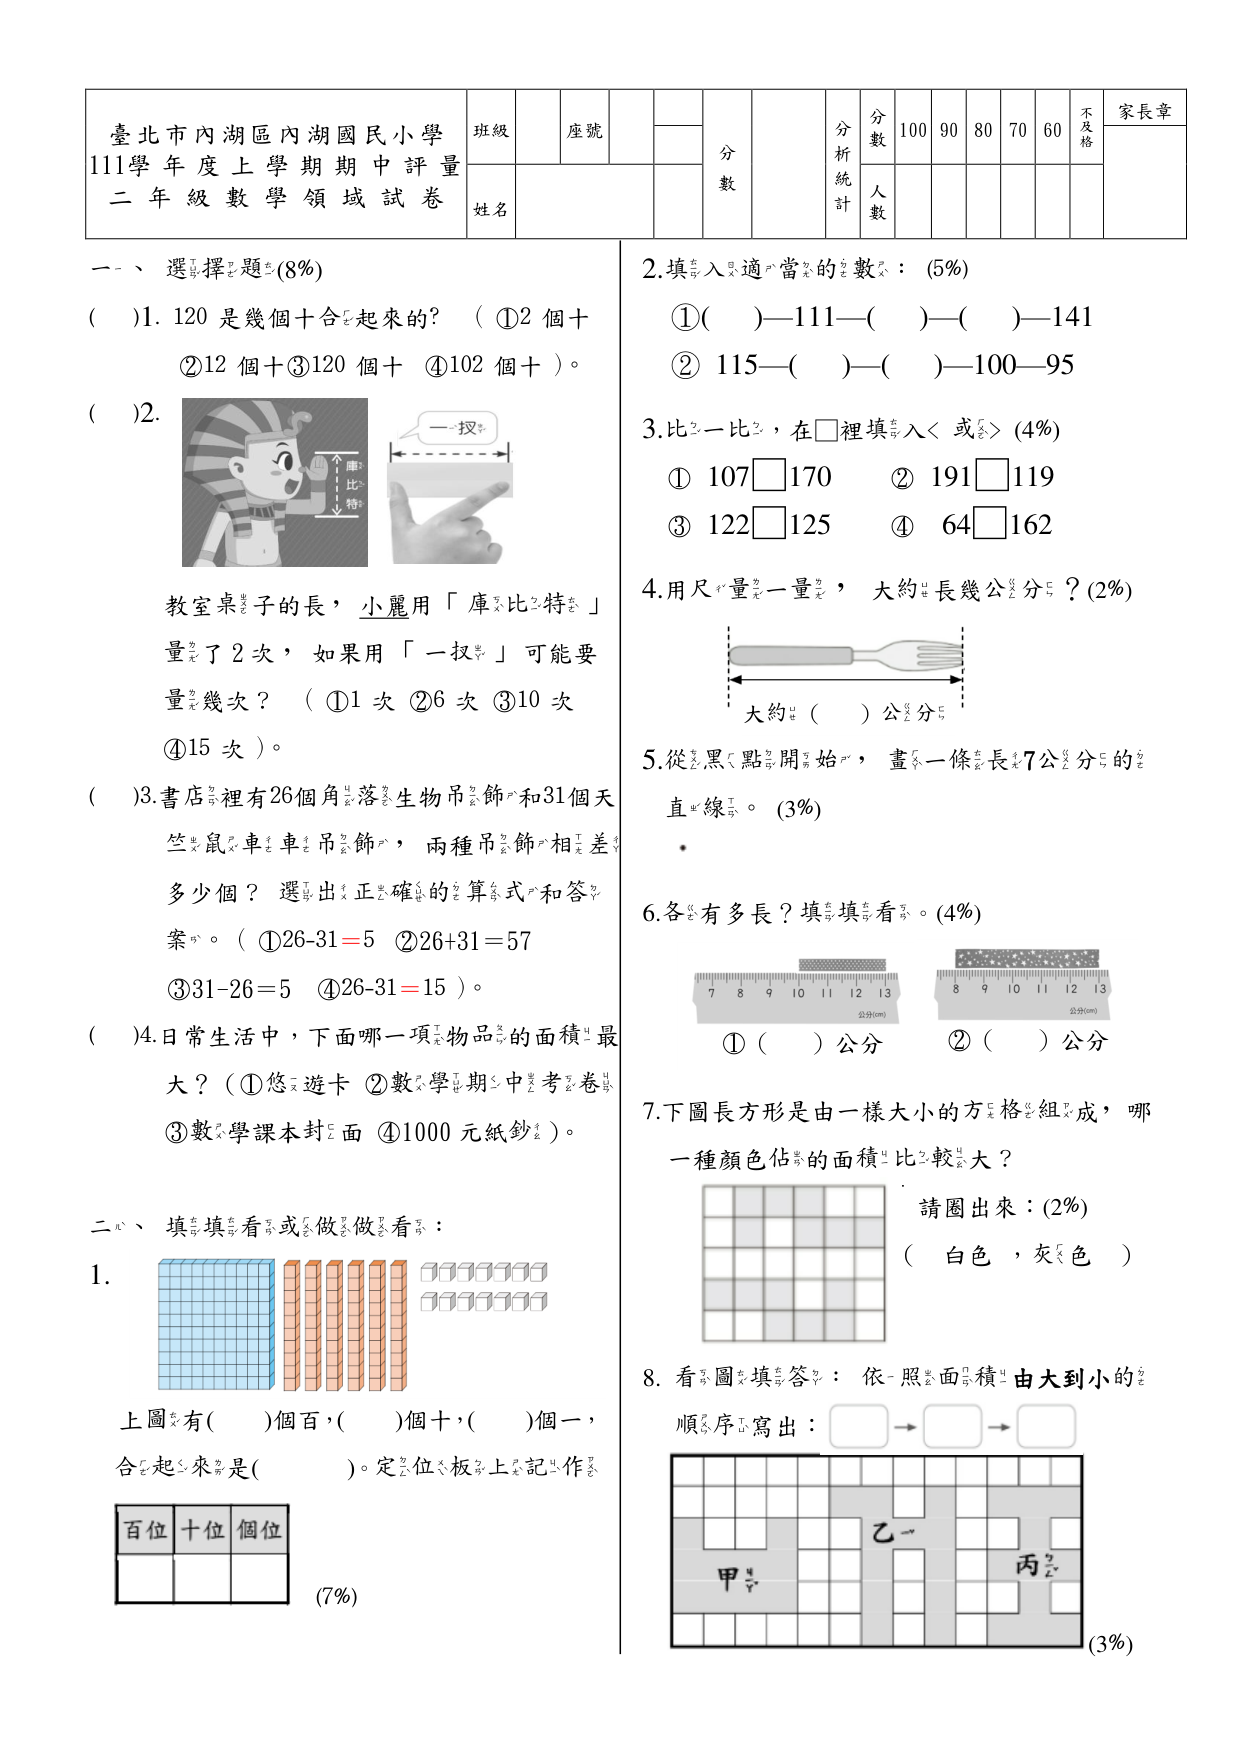 臺北市內湖區內湖國民小學
111學年度上學期期中評量
二年級數學領域試卷
班級 座號
姓名
分數
分析統計
分數 100 90 80 70 60 不及格
人數
家長章
一、 選擇題(8%)
( )1. 120 是幾個十合起來的? ( ①2 個十
②12 個十③120 個十 ④102 個十 )。
( )2.
庫比特
一扠
教室桌子的長，小麗用「庫比特」
量了 2 次，如果用「一扠」可能要
量幾次？ ( ①1 次 ②6 次 ③10 次
④15 次 )。
( )3.書店裡有26個角落生物吊飾和31個天
竺鼠車車吊飾，兩種吊飾相差
多少個？ 選出正確的算式和答
案。( ①26-31＝5 ②26+31＝57
③31-26＝5 ④26-31＝15 )。
( )4.日常生活中，下面哪一項物品的面積最
大？(①悠遊卡 ②數學期中考卷
③數學課本封面 ④1000 元紙鈔)。
二、 填填看或做做看：
1.
上圖有( )個百，( )個十，( )個一，
合起來是( )。定位板上記作
百位 十位 個位
(7%)
2.填入適當的數： (5%)
①( )—111—( )—( )—141
② 115—( )—( )—100—95
3.比一比，在□裡填入< 或> (4%)
① 107□170 ② 191□119
③ 122□125 ④ 64□162
4.用尺量一量， 大約長幾公分？(2%)
大約 ( ) 公分
5.從黑點開始， 畫一條長7公分的
直線。 (3%)
6.各有多長？填填看。(4%)
7 8 9 10 11 12 13
公分(cm)
8 9 10 11 12 13
公分(cm)
① ( ) 公分 ② ( ) 公分
7.下圖長方形是由一樣大小的方格組成，哪
一種顏色佔的面積比較大？
請圈出來：(2%)
( 白色 ，灰色 )
8. 看圖填答： 依照面積由大到小的
順序寫出：□→□→□
乙
甲
丙
(3%)